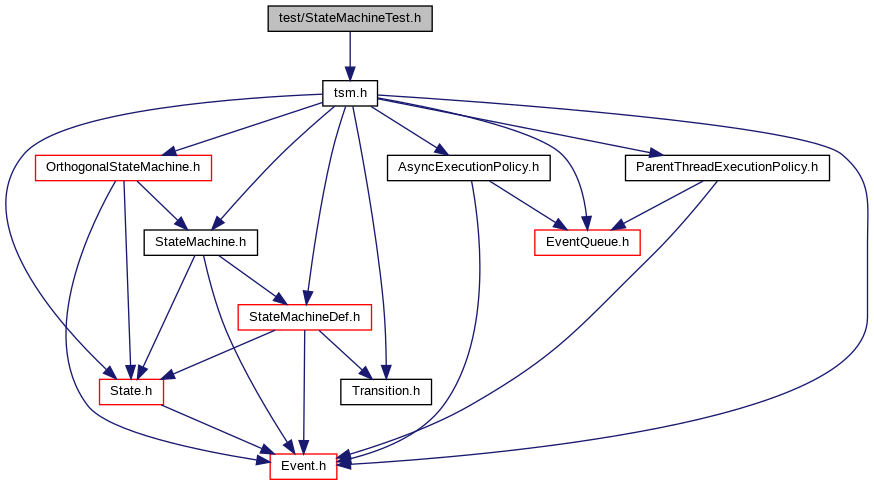 test/StateMachineTest.h
tsm.h
OrthogonalStateMachine.h
AsyncExecutionPolicy.h
ParentThreadExecutionPolicy.h
StateMachine.h
EventQueue.h
StateMachineDef.h
State.h
Transition.h
Event.h